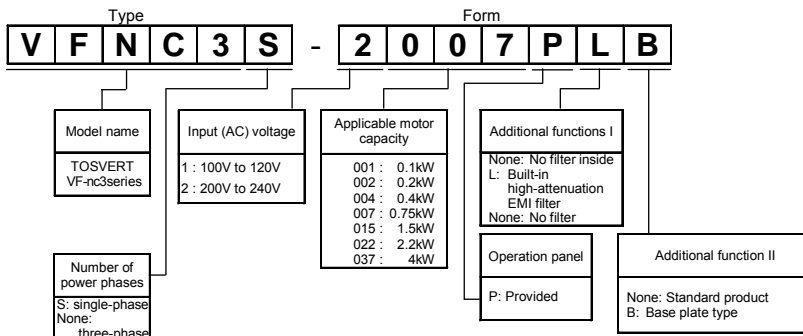 Type
Form
V F N C 3 S - 2 0 0 7 P L B
Model name
TOSVERT
VF-nc3series
Number of
power phases
S: single-phase
None:
three-phase
Input (AC) voltage
1 : 100V to 120V
2 : 200V to 240V
Applicable motor
capacity
001 : 0.1kW
002 : 0.2kW
004 : 0.4kW
007 : 0.75kW
015 : 1.5kW
022 : 2.2kW
037 : 4kW
Additional functions I
None: No filter inside
L: Built-in
high-attenuation
EMI filter
None: No filter
Operation panel
P: Provided
Additional function II
None: Standard product
B: Base plate type